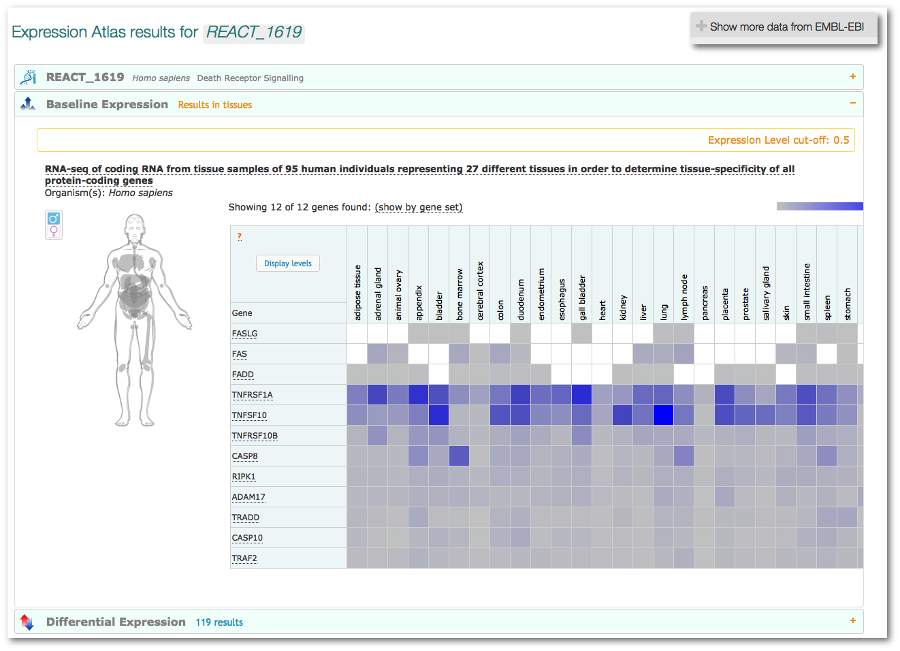 Expression Atlas results for REACT_1619
+ Show more data from EMBL-EBI
REACT_1619 Homo sapiens Death Receptor Signalling +
Baseline Expression Results in tissues −
Expression Level cut-off: 0.5
RNA-seq of coding RNA from tissue samples of 95 human individuals representing 27 different tissues in order to determine tissue-specificity of all
protein-coding genes
Organism(s): Homo sapiens
Showing 12 of 12 genes found: (show by gene set)
?
Display levels
Gene
adipose tissue
adrenal gland
animal ovary
appendix
bladder
bone marrow
cerebral cortex
colon
duodenum
endometrium
esophagus
gall bladder
heart
kidney
liver
lung
lymph node
pancreas
placenta
prostate
salivary gland
skin
small intestine
spleen
stomach
FASLG
FAS
FADD
TNFRSF1A
TNFSF10
TNFRSF10B
CASP8
RIPK1
ADAM17
TRADD
CASP10
TRAF2
Differential Expression 119 results +